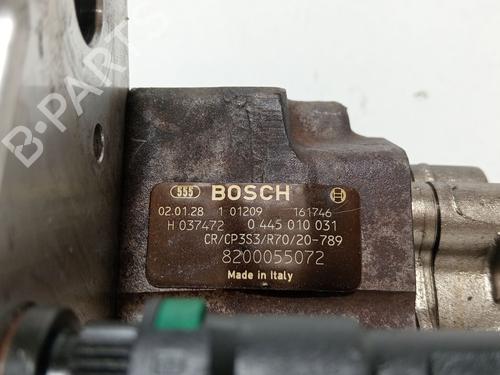 B-PARTS
555 BOSCH
02.01.28 1 01209 161746
H 037472 0 445 010 031
CR/CP3S3/R70/20-789
8200055072
Made in Italy